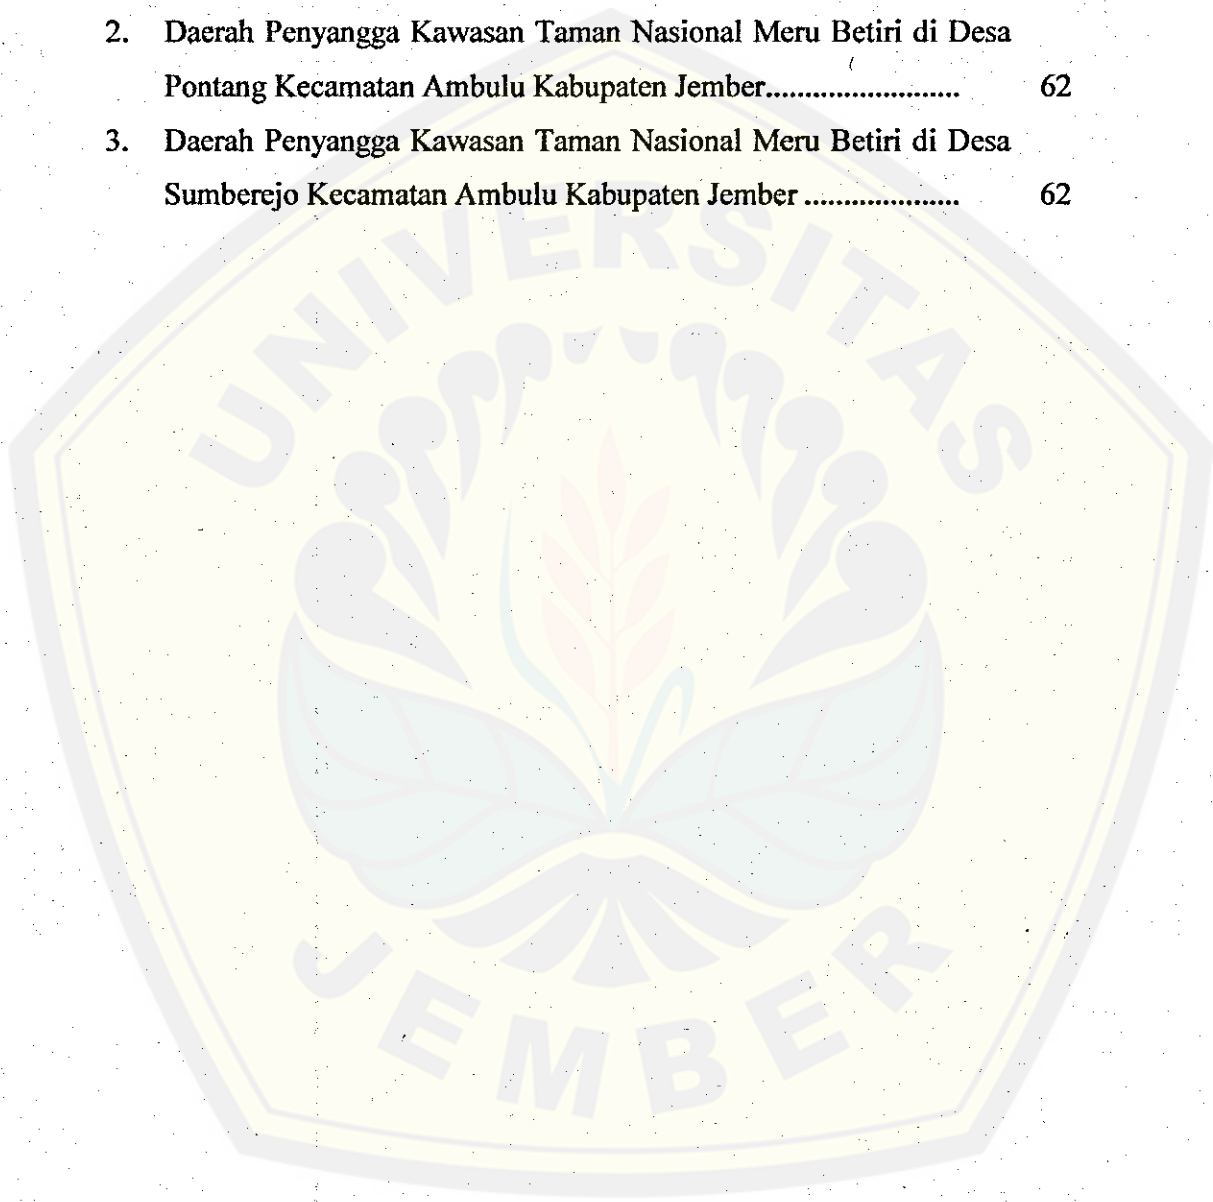 2. Daerah Penyangga Kawasan Taman Nasional Meru Betiri di Desa
Pontang Kecamatan Ambulu Kabupaten Jember......................... 62
3. Daerah Penyangga Kawasan Taman Nasional Meru Betiri di Desa
Sumberejo Kecamatan Ambulu Kabupaten Jember .................... 62
UNIVERSITAS
JEMBER